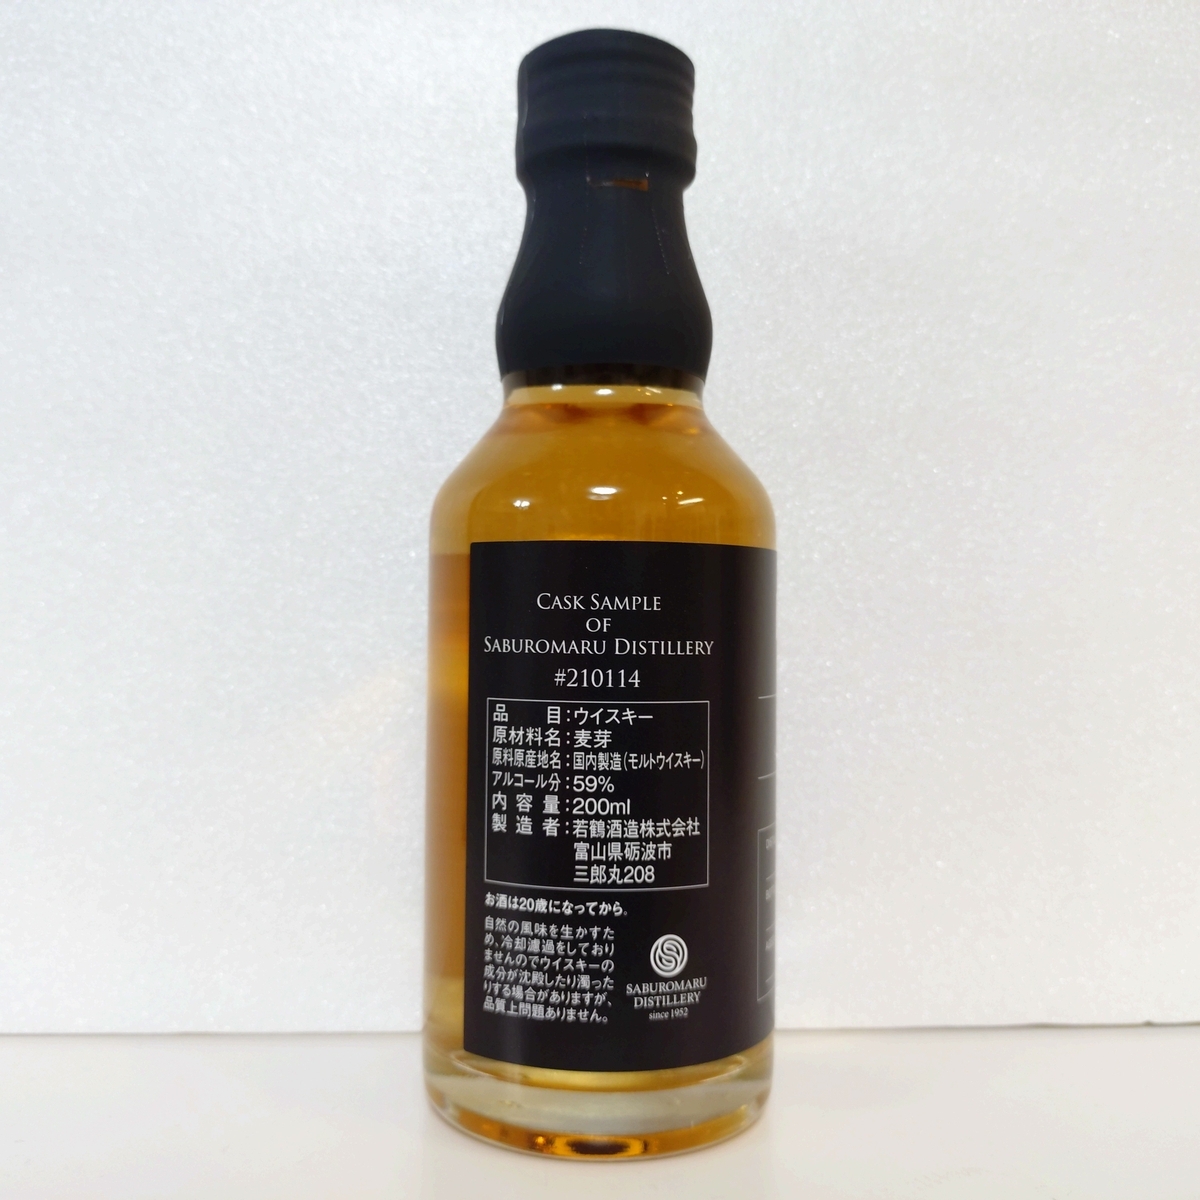 CASK SAMPLE
OF
SABUROMARU DISTILLERY
#210114
品目:ウイスキー
原材料名:麦芽
原料原産地名:国内製造(モルトウイスキー)
アルコール分:59%
内容量:200ml
製造者:若鶴酒造株式会社
富山県砺波市
三郎丸208
お酒は20歳になってから。
自然の風味を生かすた
め、冷却濾過をしており
ませんのでウイスキーの
成分が沈殿したり濁った
りする場合がありますが、
品質上問題ありません。
SABUROMARU
DISTILLERY
since 1952